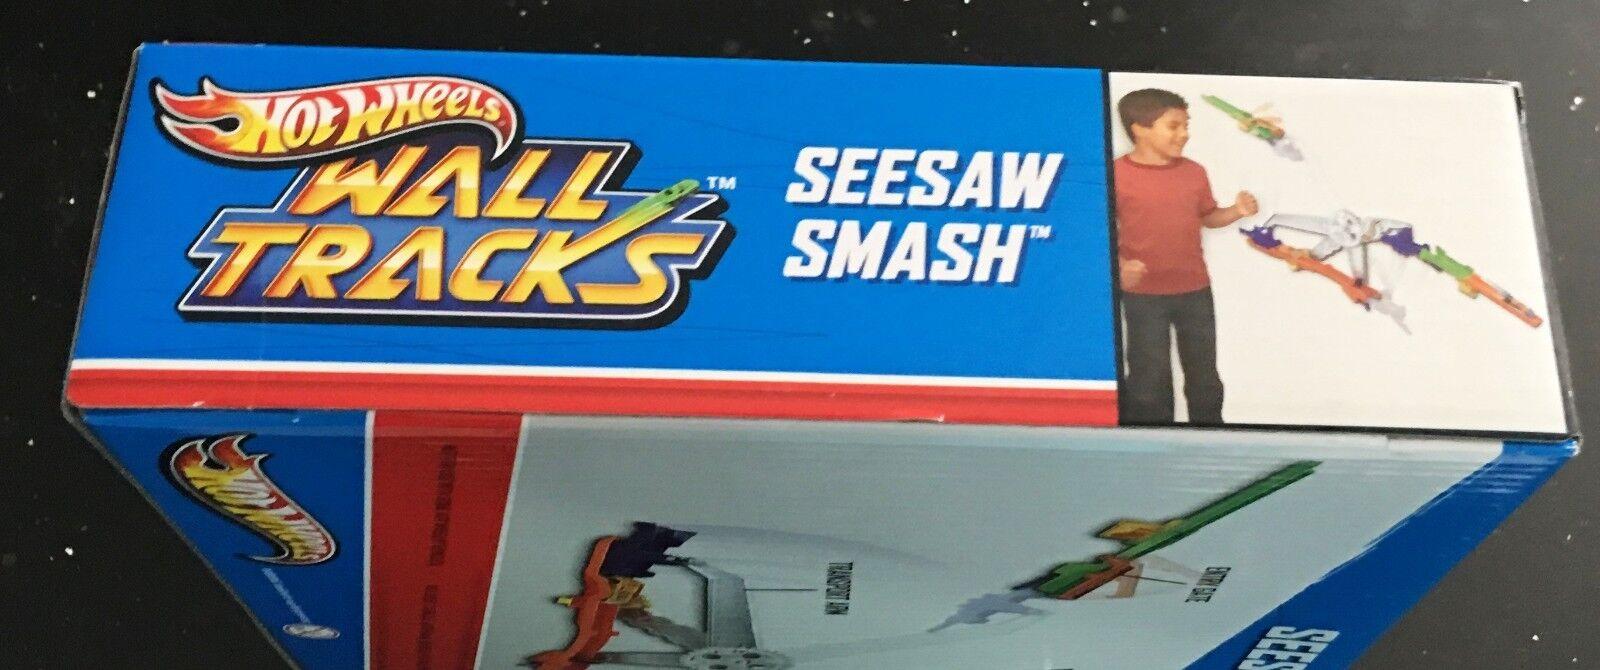 HOT WHEELS
WALL
TRACKS™
SEESAW
SMASH™
HOT WHEELS
TRANSPORT ARM
ENTRY GATE
SEES